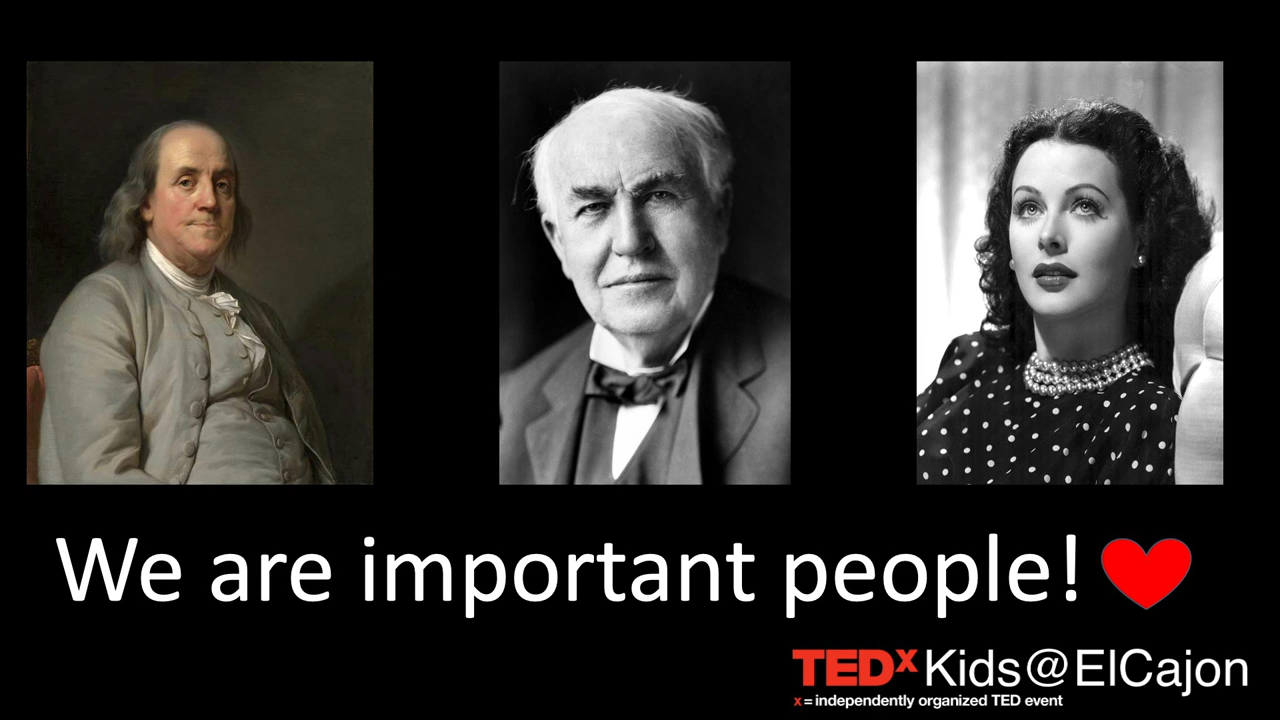 We are important people!
TEDx Kids@ElCajon
x=independently organized TED event